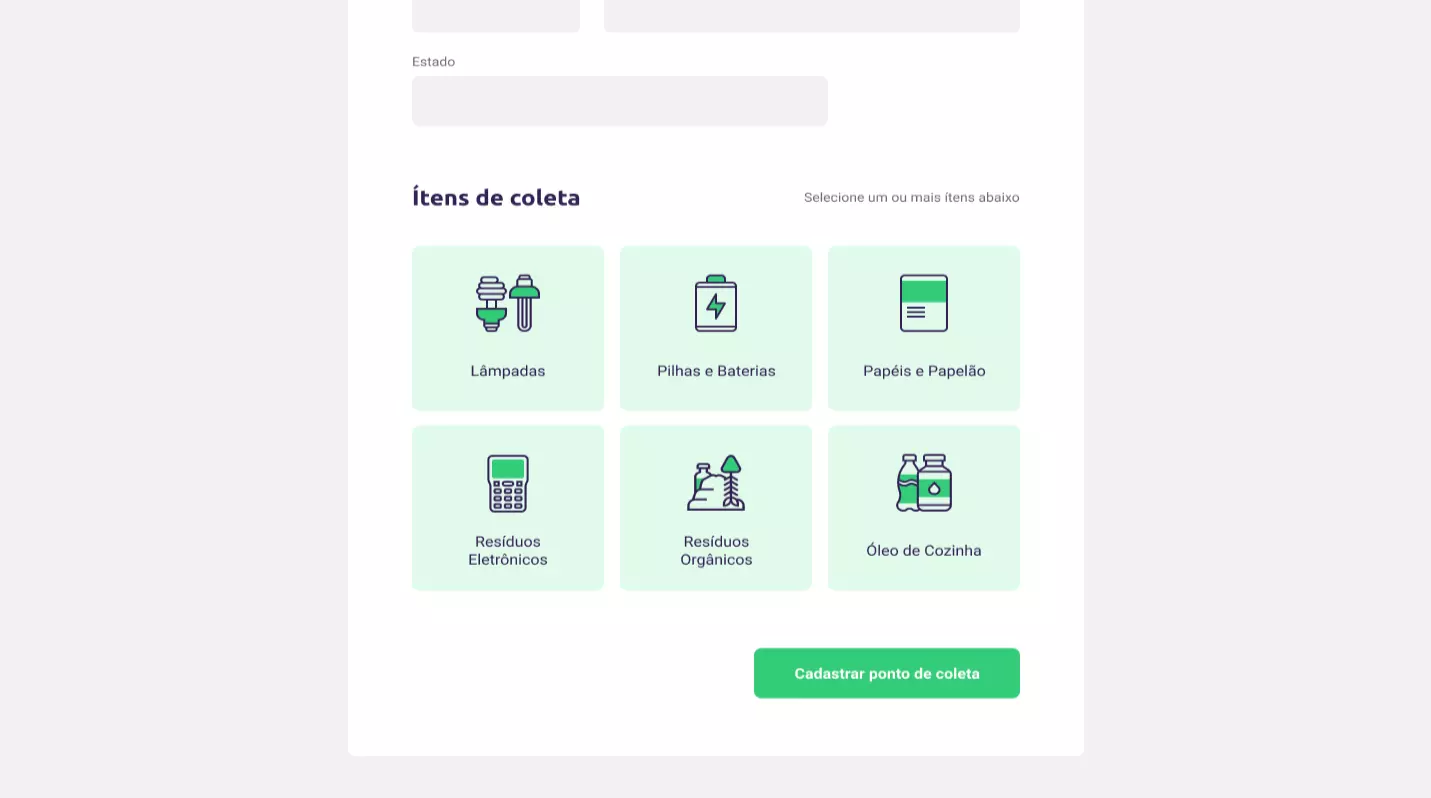 Estado
Ítens de coleta
Selecione um ou mais ítens abaixo
Lâmpadas
Pilhas e Baterias
Papéis e Papelão
Resíduos
Eletrônicos
Resíduos
Orgânicos
Óleo de Cozinha
Cadastrar ponto de coleta